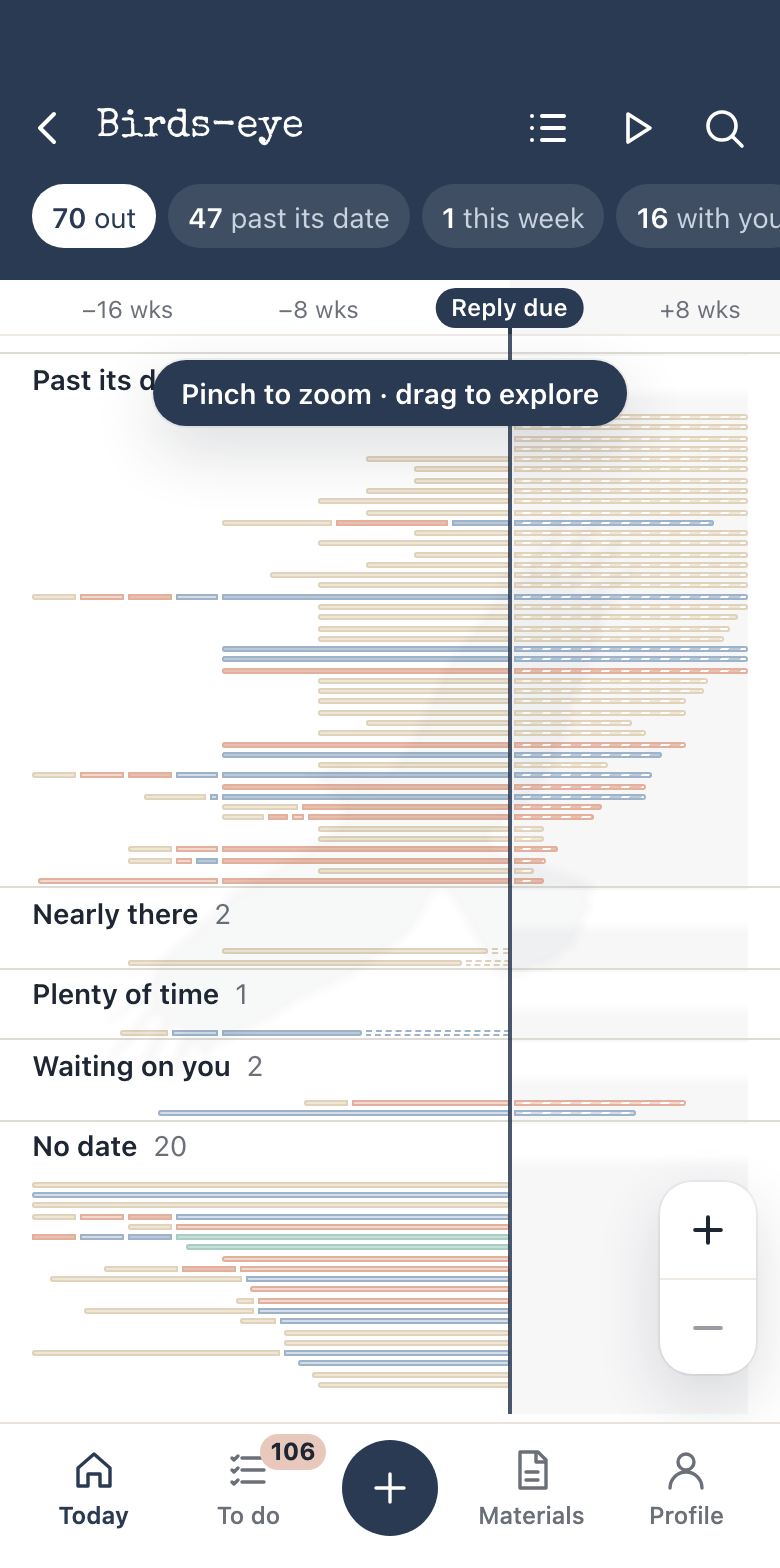 Birds-eye
70 out
47 past its date
1 this week
16 with you
−16 wks
−8 wks
Reply due
+8 wks
Past its d
Pinch to zoom · drag to explore
Nearly there 2
Plenty of time 1
Waiting on you 2
No date 20
106
Today
To do
Materials
Profile